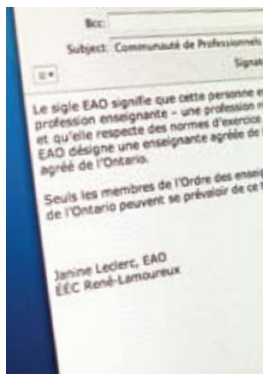 Bcc:
Subject: Communauté de Professionnels
Signat
Le sigle EAO signifie que cette personne e
profession enseignante – une profession r
et qu'elle respecte des normes d'exercice
EAO désigne une enseignante agréée de l
agréé de l'Ontario.
Seuls les membres de l'Ordre des enseig
de l'Ontario peuvent se prévaloir de ce t
Janine Leclerc, EAO
ÉÉC René-Lamoureux